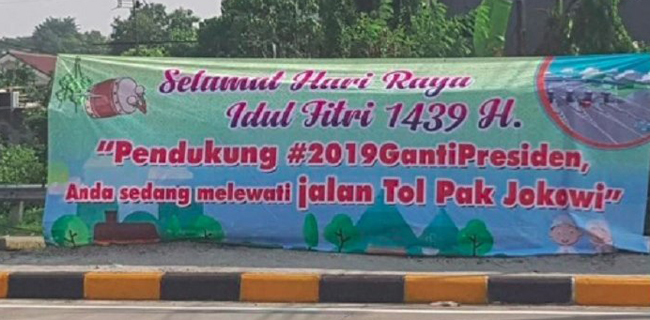 Selamat Hari Raya
Idul Fitri 1439 H.
"Pendukung #2019GantiPresiden,
Anda sedang melewati jalan Tol Pak Jokowi"